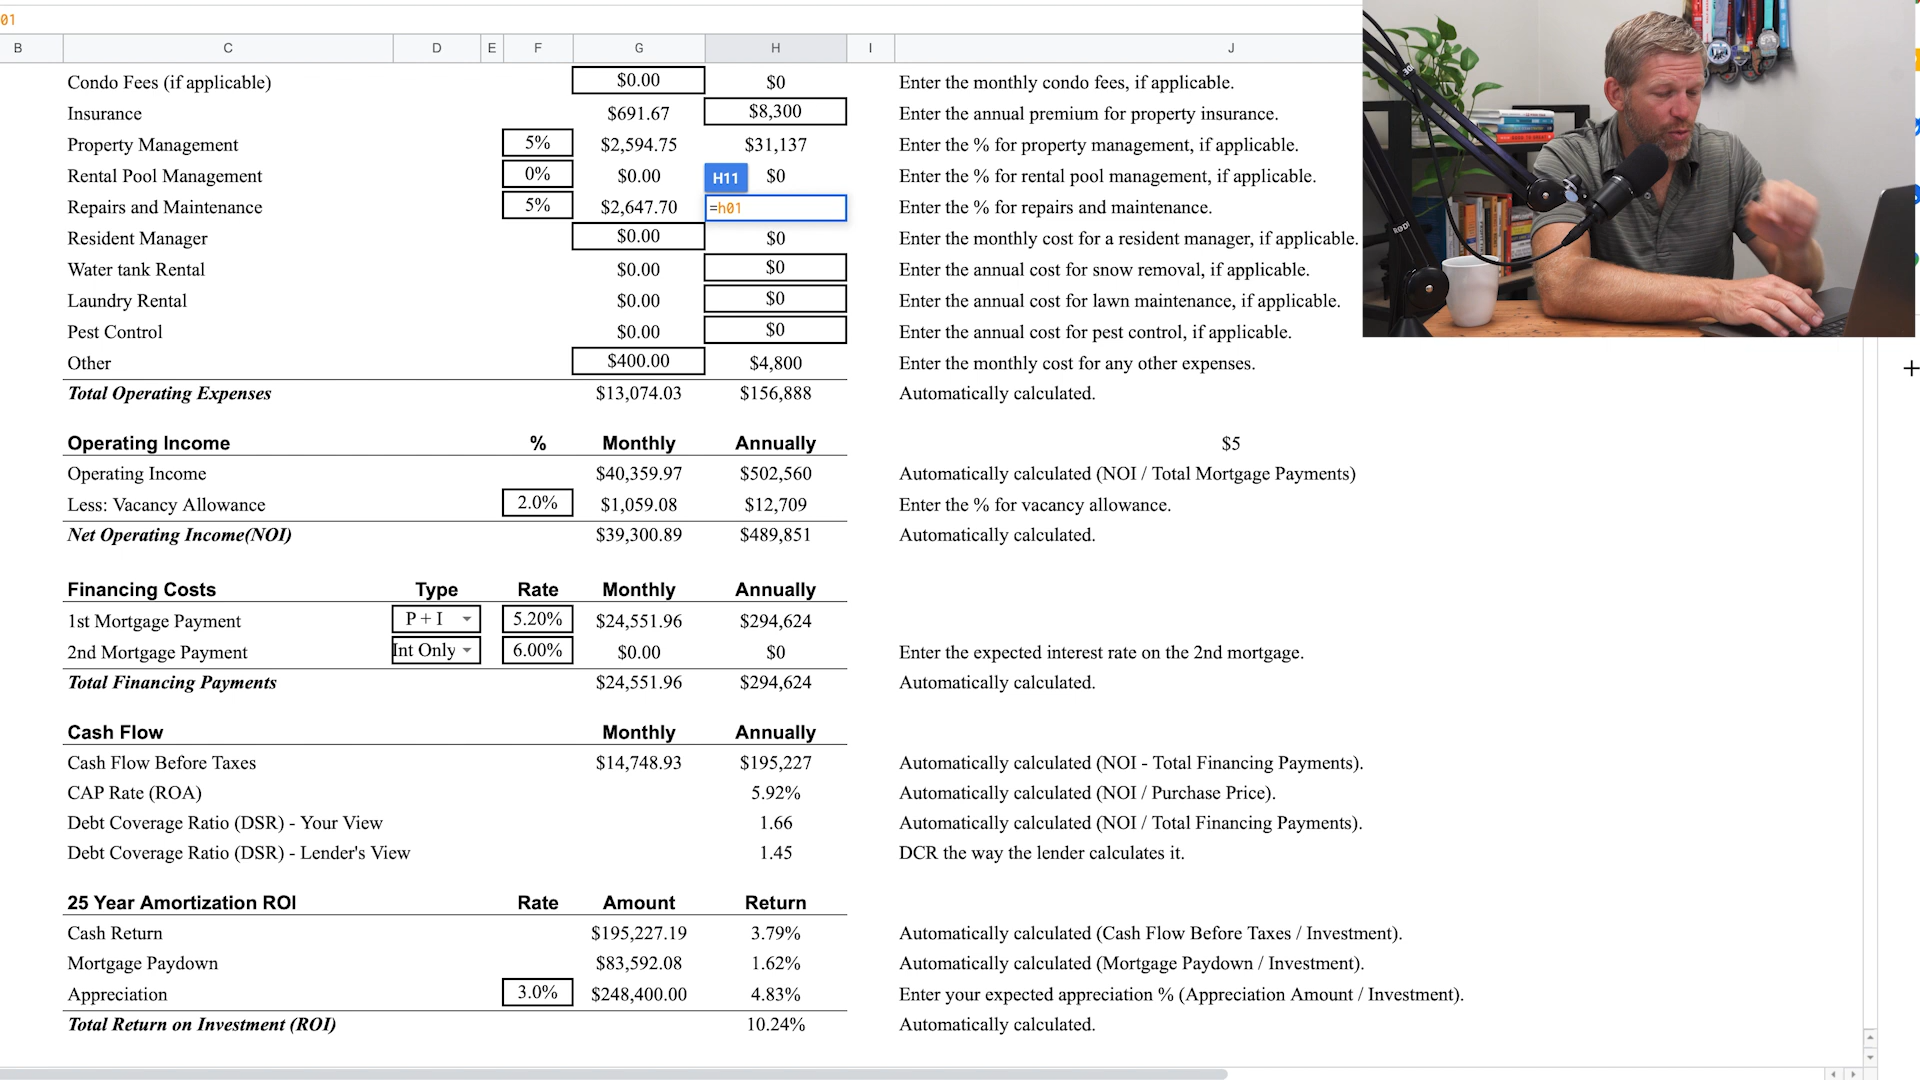 01
B C D E F G H I J
Condo Fees (if applicable) $0.00 $0 Enter the monthly condo fees, if applicable.
Insurance $691.67 $8,300 Enter the annual premium for property insurance.
Property Management 5% $2,594.75 $31,137 Enter the % for property management, if applicable.
Rental Pool Management 0% $0.00 H11 $0 Enter the % for rental pool management, if applicable.
Repairs and Maintenance 5% $2,647.70 =h01 Enter the % for repairs and maintenance.
Resident Manager $0.00 $0 Enter the monthly cost for a resident manager, if applicable.
Water tank Rental $0.00 $0 Enter the annual cost for snow removal, if applicable.
Laundry Rental $0.00 $0 Enter the annual cost for lawn maintenance, if applicable.
Pest Control $0.00 $0 Enter the annual cost for pest control, if applicable.
Other $400.00 $4,800 Enter the monthly cost for any other expenses.
Total Operating Expenses $13,074.03 $156,888 Automatically calculated.
Operating Income % Monthly Annually $5
Operating Income $40,359.97 $502,560 Automatically calculated (NOI / Total Mortgage Payments)
Less: Vacancy Allowance 2.0% $1,059.08 $12,709 Enter the % for vacancy allowance.
Net Operating Income(NOI) $39,300.89 $489,851 Automatically calculated.
Financing Costs Type Rate Monthly Annually
1st Mortgage Payment P + I 5.20% $24,551.96 $294,624
2nd Mortgage Payment Int Only 6.00% $0.00 $0 Enter the expected interest rate on the 2nd mortgage.
Total Financing Payments $24,551.96 $294,624 Automatically calculated.
Cash Flow Monthly Annually
Cash Flow Before Taxes $14,748.93 $195,227 Automatically calculated (NOI - Total Financing Payments).
CAP Rate (ROA) 5.92% Automatically calculated (NOI / Purchase Price).
Debt Coverage Ratio (DSR) - Your View 1.66 Automatically calculated (NOI / Total Financing Payments).
Debt Coverage Ratio (DSR) - Lender's View 1.45 DCR the way the lender calculates it.
25 Year Amortization ROI Rate Amount Return
Cash Return $195,227.19 3.79% Automatically calculated (Cash Flow Before Taxes / Investment).
Mortgage Paydown $83,592.08 1.62% Automatically calculated (Mortgage Paydown / Investment).
Appreciation 3.0% $248,400.00 4.83% Enter your expected appreciation % (Appreciation Amount / Investment).
Total Return on Investment (ROI) 10.24% Automatically calculated.